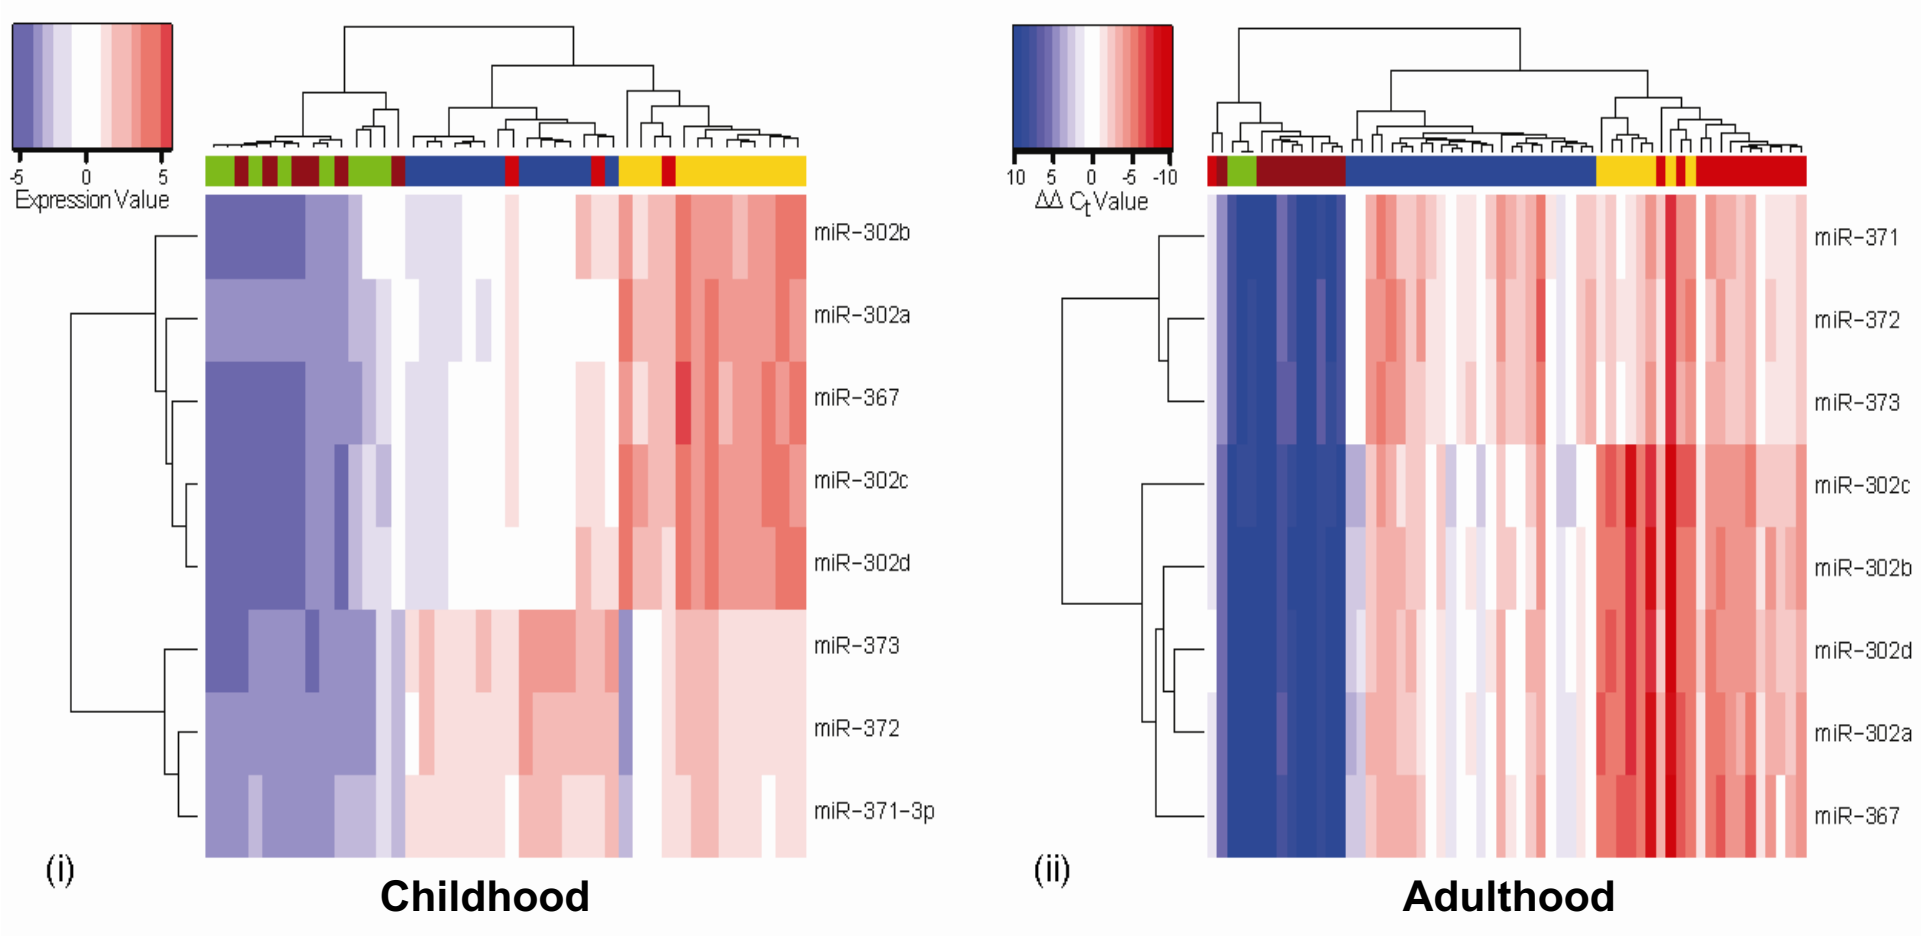 -5 0 5
Expression Value
miR-302b
miR-302a
miR-367
miR-302c
miR-302d
miR-373
miR-372
miR-371-3p
(i)
Childhood
10 5 0 -5 -10
ΔΔ Ct Value
miR-371
miR-372
miR-373
miR-302c
miR-302b
miR-302d
miR-302a
miR-367
(ii)
Adulthood